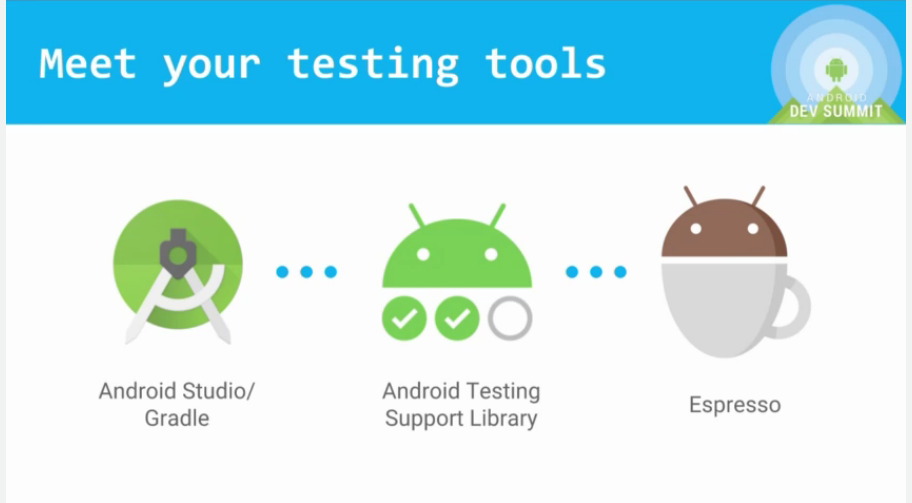 Meet your testing tools
ANDROID
DEV SUMMIT
Android Studio/
Gradle
Android Testing
Support Library
Espresso